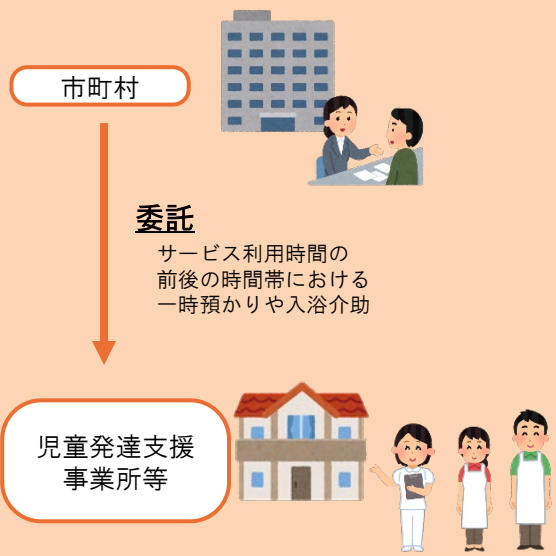 市町村
委託
サービス利用時間の
前後の時間帯における
一時預かりや入浴介助
児童発達支援
事業所等